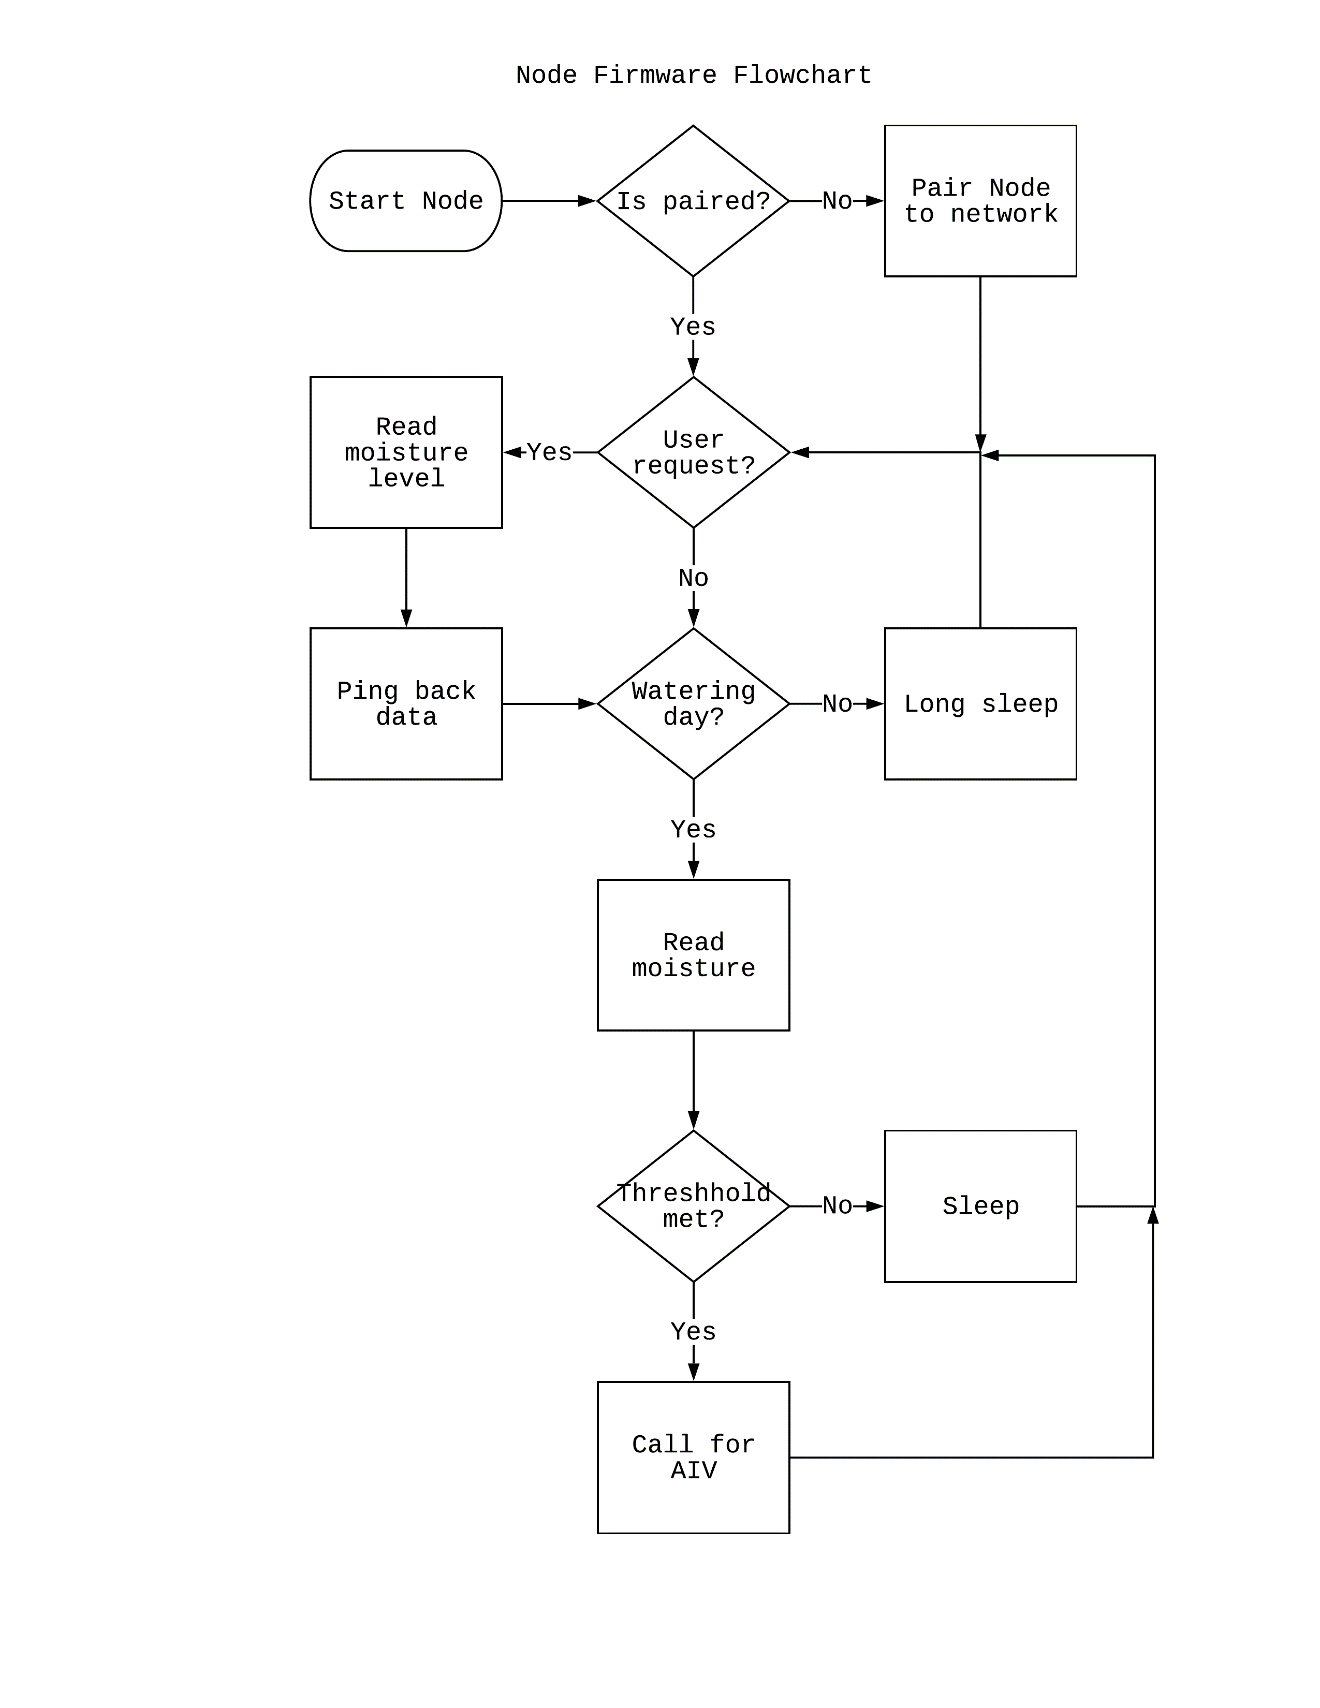 Node Firmware Flowchart
Start Node
Is paired?
No
Pair Node
to network
Yes
Read
moisture
level
Yes
User
request?
No
Ping back
data
Watering
day?
No
Long sleep
Yes
Read
moisture
Threshhold
met?
No
Sleep
Yes
Call for
AIV